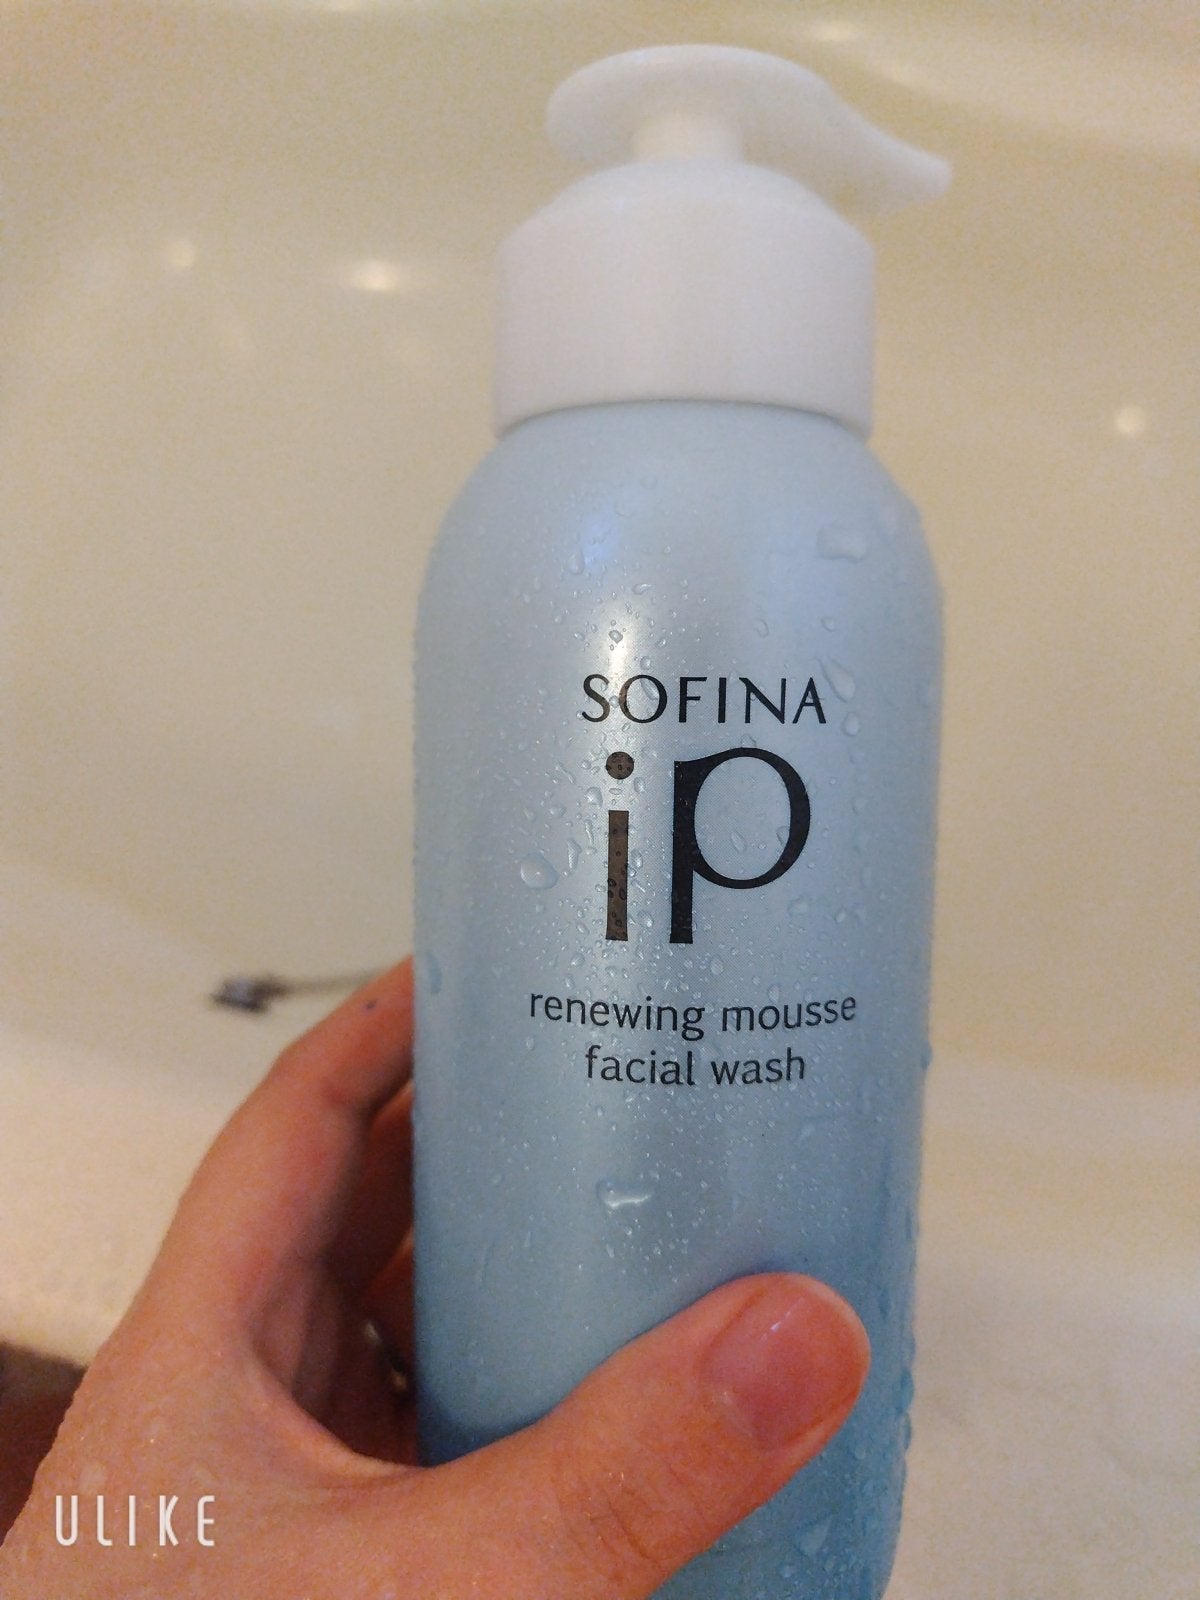 SOFINA
ip
renewing mousse
facial wash
ULIKE